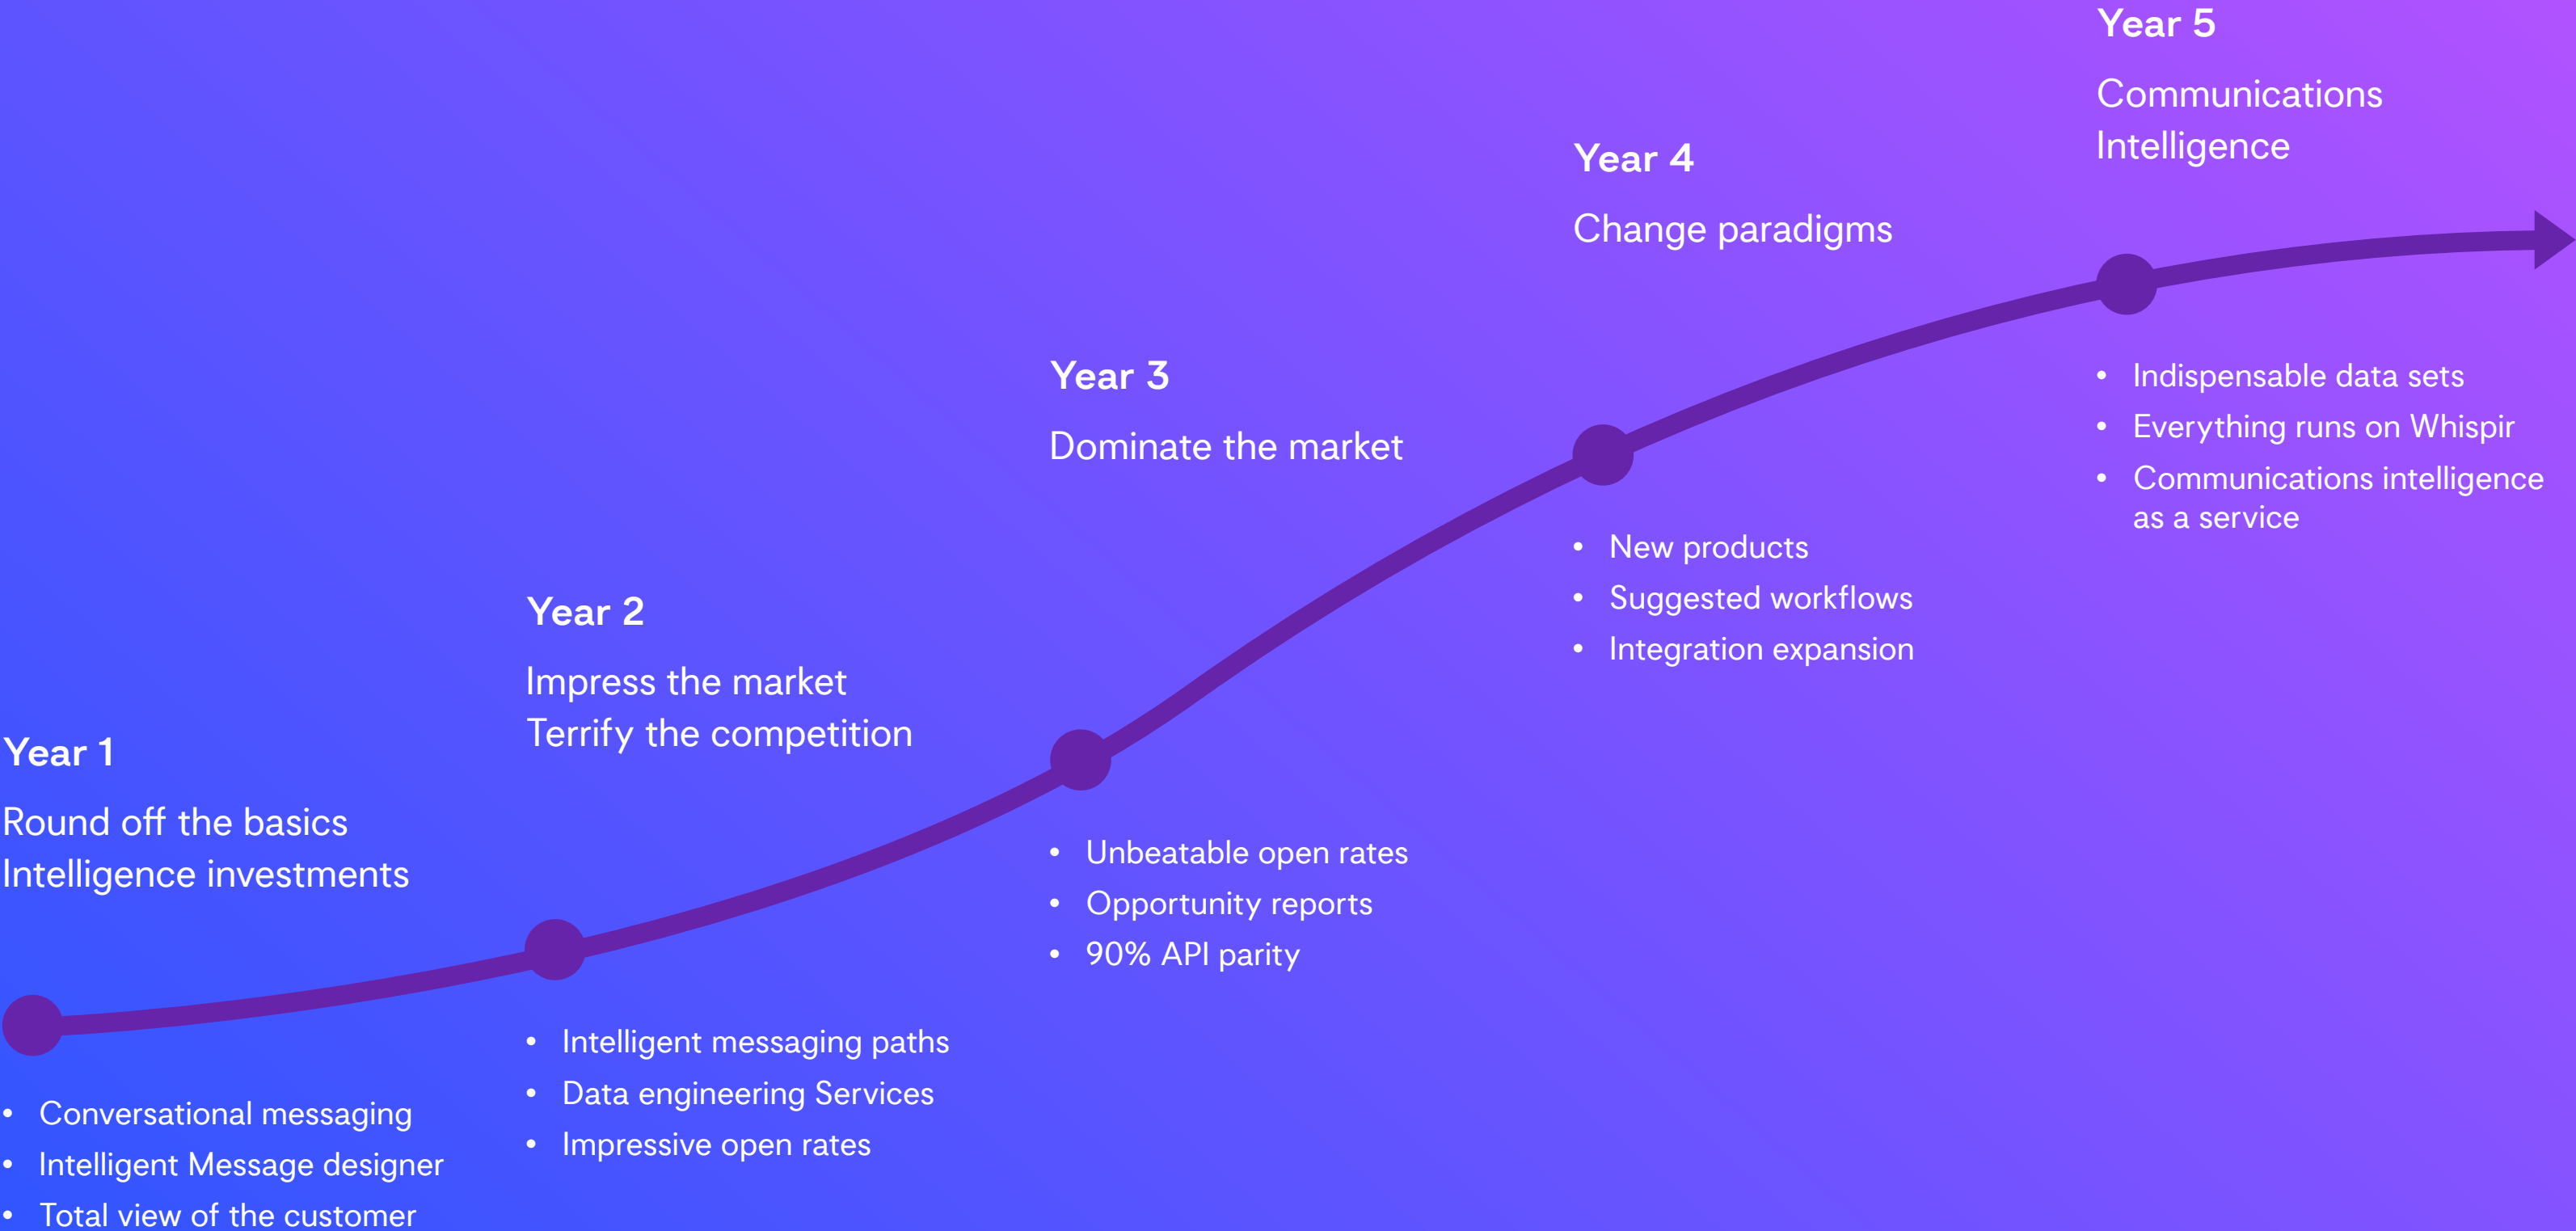 Year 1
Round off the basics
Intelligence investments
• Conversational messaging
• Intelligent Message designer
• Total view of the customer
Year 2
Impress the market
Terrify the competition
• Intelligent messaging paths
• Data engineering Services
• Impressive open rates
Year 3
Dominate the market
• Unbeatable open rates
• Opportunity reports
• 90% API parity
Year 4
Change paradigms
• New products
• Suggested workflows
• Integration expansion
Year 5
Communications
Intelligence
• Indispensable data sets
• Everything runs on Whispir
• Communications intelligence
as a service